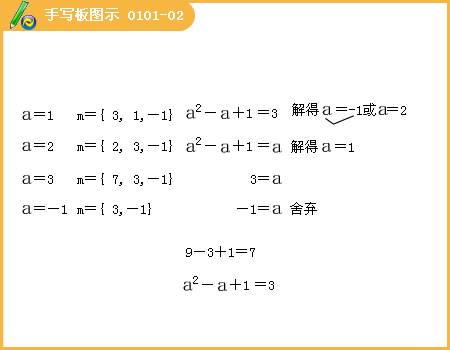 手写板图示 0101-02
a=1 m={ 3, 1,-1} a²-a+1=3 解得a=-1或a=2
a=2 m={ 2, 3,-1} a²-a+1=a 解得a=1
a=3 m={ 7, 3,-1} 3=a
a=-1 m={ 3,-1} -1=a 舍弃
9-3+1=7
a²-a+1=3